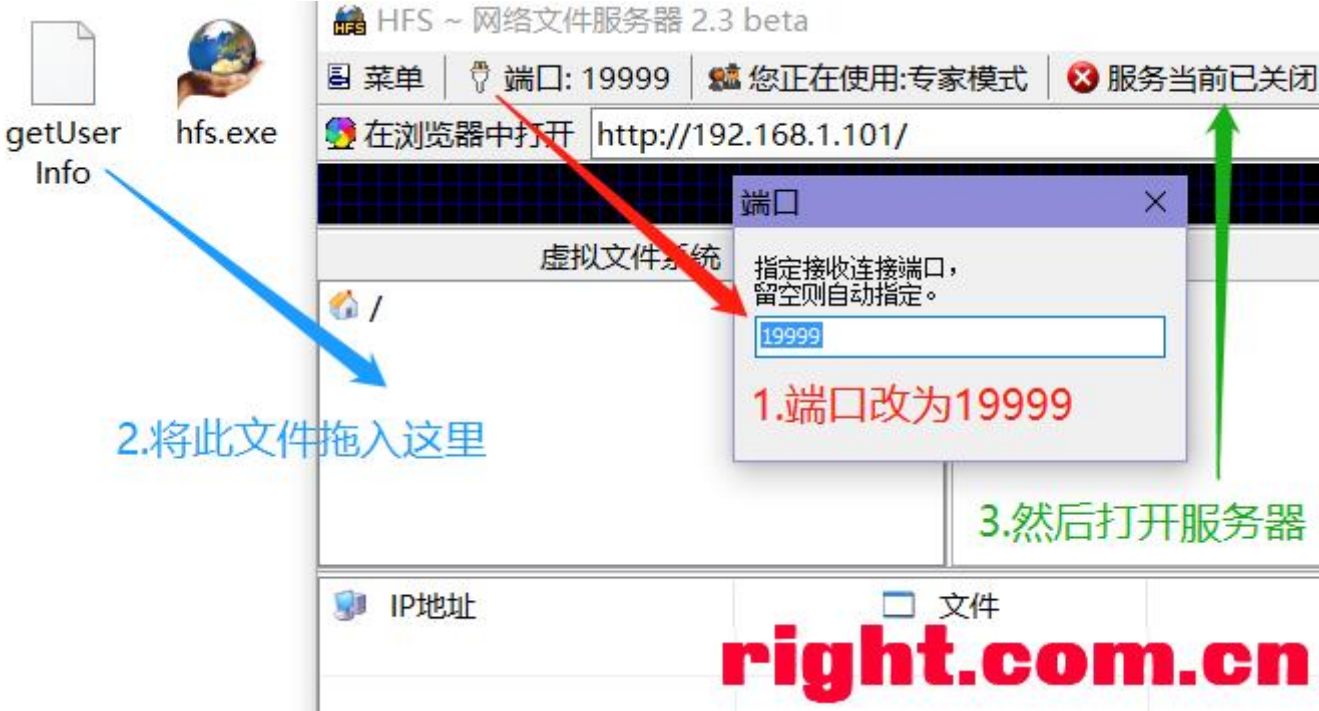 HFS ~ 网络文件服务器 2.3 beta
菜单
端口: 19999
您正在使用:专家模式
服务当前已关闭
getUser
Info
hfs.exe
在浏览器中打开
http://192.168.1.101/
端口
虚拟文件系统
指定接收连接端口，
留空则自动指定。
/
19999
1.端口改为19999
2.将此文件拖入这里
3.然后打开服务器
IP地址
文件
right.com.cn